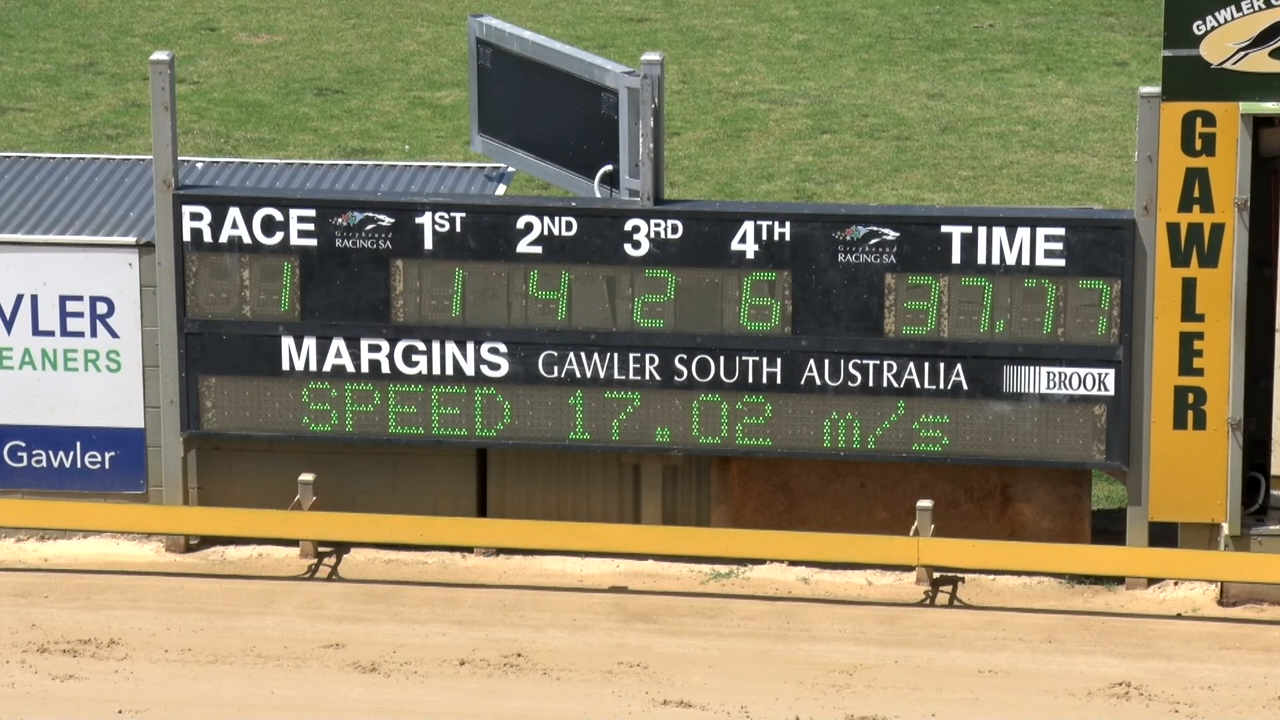 GAWLER
GAWLER
RACE
Greyhound
RACING SA
1ST
2ND
3RD
4TH
Greyhound
RACING SA
TIME
1
1
4
2
6
37.77
MARGINS
GAWLER SOUTH AUSTRALIA
BROOK
SPEED 17.02 m/s
VLER
EANERS
Gawler